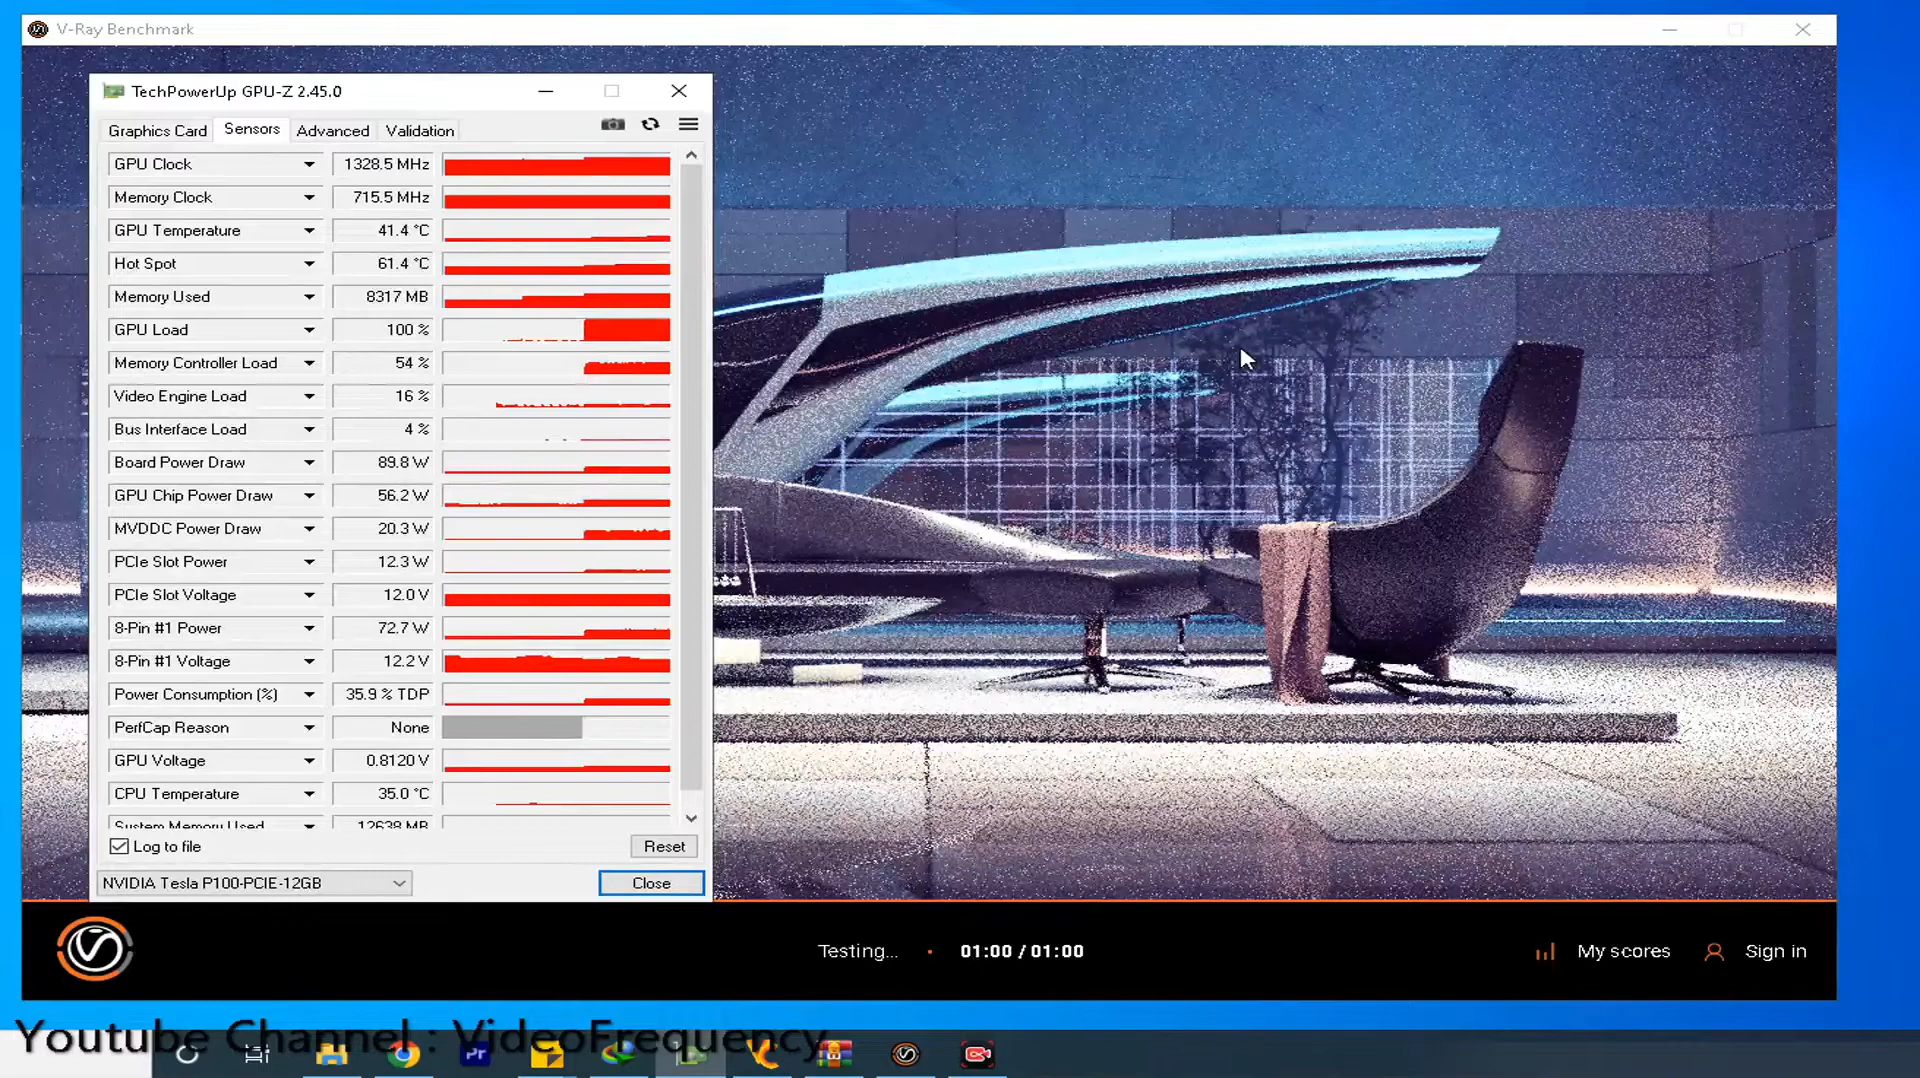 V-Ray Benchmark
TechPowerUp GPU-Z 2.45.0
Graphics Card Sensors Advanced Validation
GPU Clock 1328.5 MHz
Memory Clock 715.5 MHz
GPU Temperature 41.4 °C
Hot Spot 61.4 °C
Memory Used 8317 MB
GPU Load 100 %
Memory Controller Load 54 %
Video Engine Load 16 %
Bus Interface Load 4 %
Board Power Draw 89.8 W
GPU Chip Power Draw 56.2 W
MVDDC Power Draw 20.3 W
PCIe Slot Power 12.3 W
PCIe Slot Voltage 12.0 V
8-Pin #1 Power 72.7 W
8-Pin #1 Voltage 12.2 V
Power Consumption (%) 35.9 % TDP
PerfCap Reason None
GPU Voltage 0.8120 V
CPU Temperature 35.0 °C
System Memory Used 12638 MB
Log to file Reset
NVIDIA Tesla P100-PCIE-12GB Close
Testing... • 01:00 / 01:00 My scores Sign in
Youtube Channel : VideoFrequency
Pr